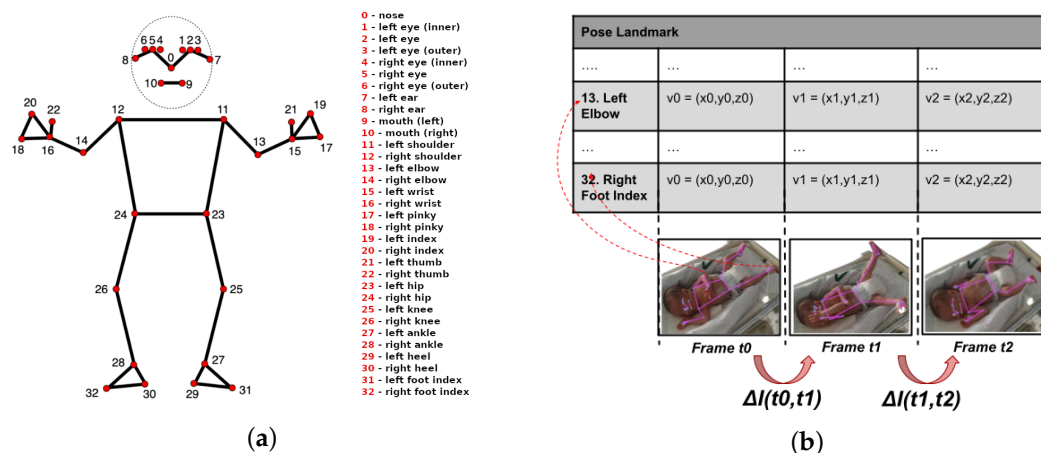 6 5 4
1 2 3
8
0
7
10
9
20
22
12
11
21
19
18
16
14
13
15
17
24
23
26
25
28
27
32
30
29
31
0 - nose
1 - left eye (inner)
2 - left eye
3 - left eye (outer)
4 - right eye (inner)
5 - right eye
6 - right eye (outer)
7 - left ear
8 - right ear
9 - mouth (left)
10 - mouth (right)
11 - left shoulder
12 - right shoulder
13 - left elbow
14 - right elbow
15 - left wrist
16 - right wrist
17 - left pinky
18 - right pinky
19 - left index
20 - right index
21 - left thumb
22 - right thumb
23 - left hip
24 - right hip
25 - left knee
26 - right knee
27 - left ankle
28 - right ankle
29 - left heel
30 - right heel
31 - left foot index
32 - right foot index
(a)
Pose Landmark
.... ... ... ...
13. Left Elbow v0 = (x0,y0,z0) v1 = (x1,y1,z1) v2 = (x2,y2,z2)
... ... ... ...
32. Right Foot Index v0 = (x0,y0,z0) v1 = (x1,y1,z1) v2 = (x2,y2,z2)
Frame t0 Frame t1 Frame t2
ΔI(t0,t1) ΔI(t1,t2)
(b)